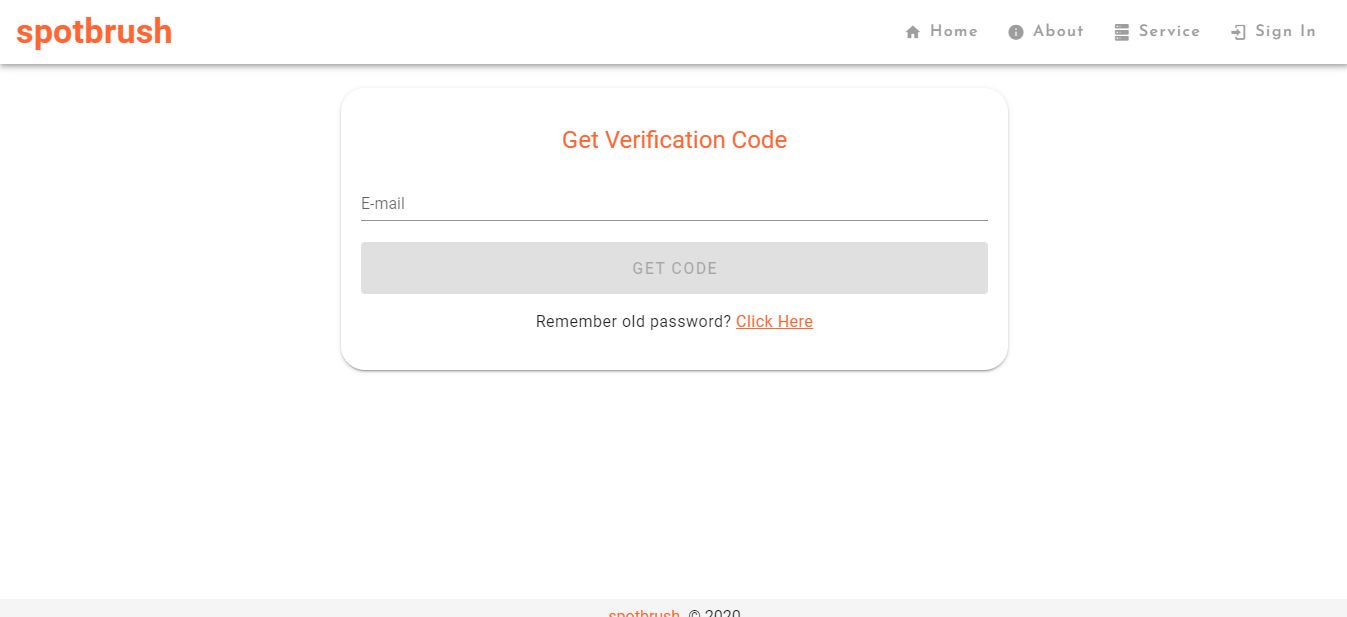 spotbrush
Home About Service Sign In
Get Verification Code
E-mail
GET CODE
Remember old password? Click Here
spotbrush © 2020